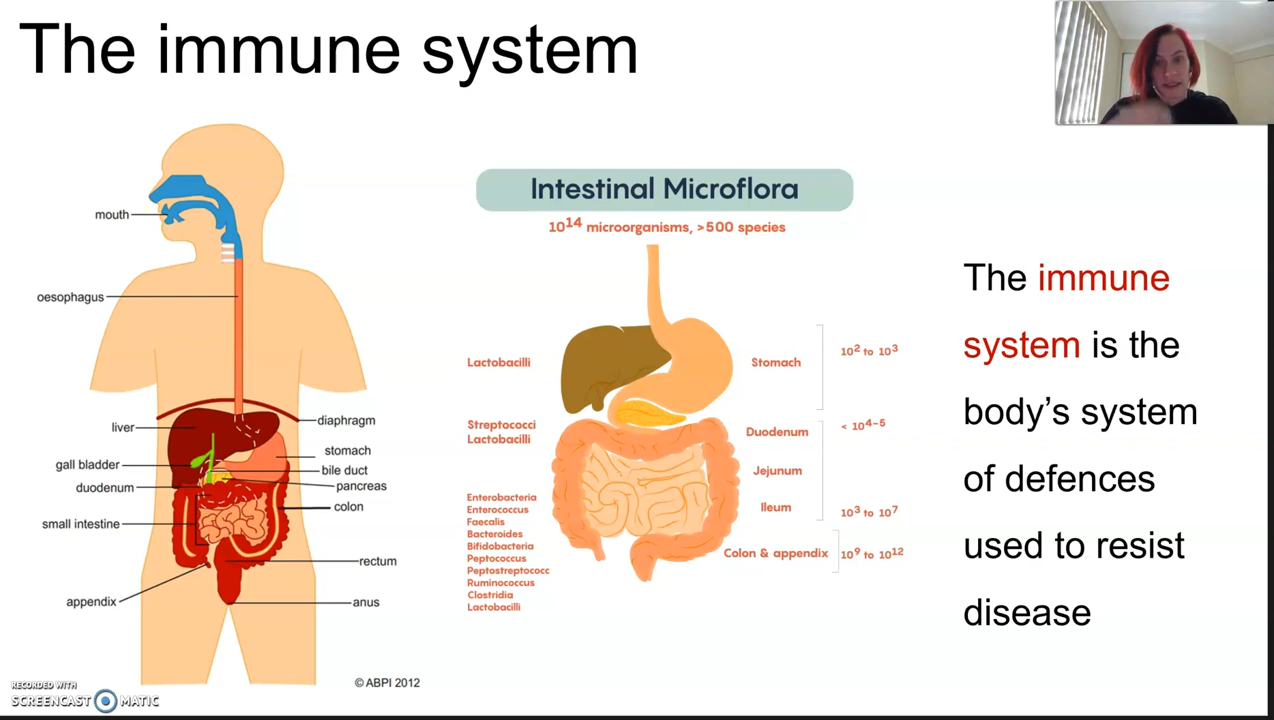 The immune system
mouth
oesophagus
liver
diaphragm
stomach
gall bladder
bile duct
duodenum
pancreas
colon
small intestine
rectum
appendix
anus
© ABPI 2012
Intestinal Microflora
10¹⁴ microorganisms, >500 species
Lactobacilli
Stomach
10² to 10³
Streptococci
Lactobacilli
Duodenum
< 10⁴⁻⁵
Jejunum
Ileum
10³ to 10⁷
Enterobacteria
Enterococcus
Faecalis
Bacteroides
Bifidobacteria
Peptococcus
Peptostreptococc
Ruminococcus
Clostridia
Lactobacilli
Colon & appendix
10⁹ to 10¹²
The immune
system is the
body’s system
of defences
used to resist
disease
RECORDED WITH
SCREENCAST MATIC